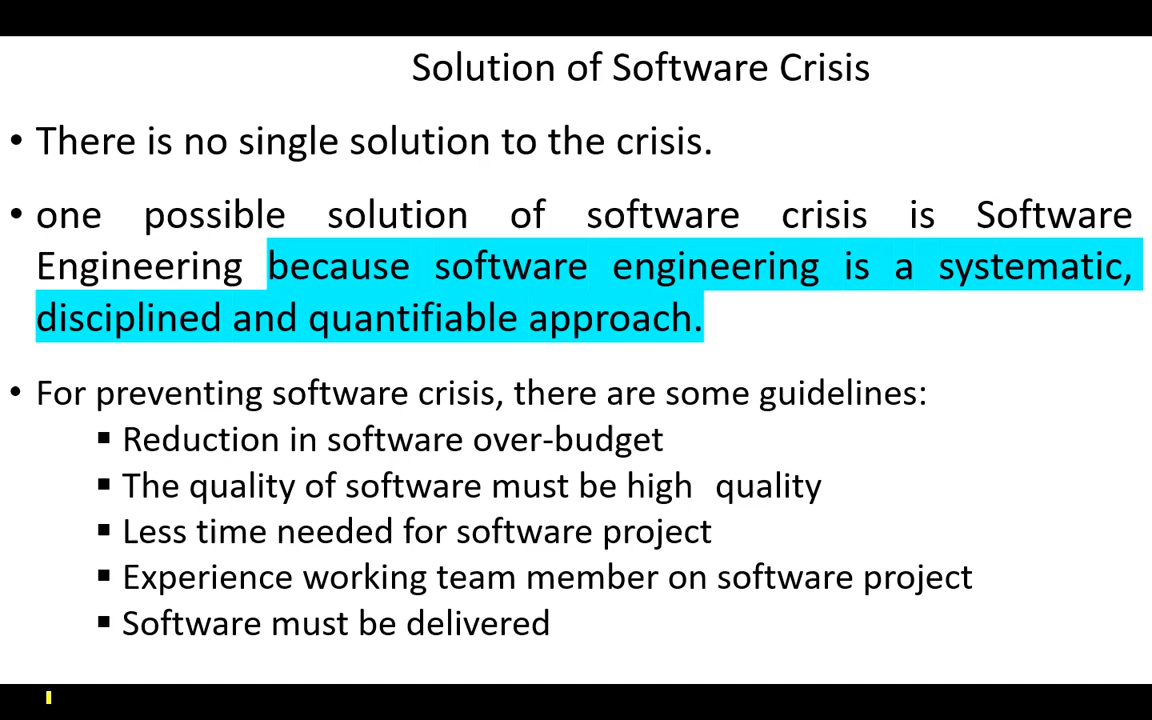 Solution of Software Crisis
• There is no single solution to the crisis.
• one possible solution of software crisis is Software
Engineering because software engineering is a systematic,
disciplined and quantifiable approach.
• For preventing software crisis, there are some guidelines:
▪ Reduction in software over-budget
▪ The quality of software must be high quality
▪ Less time needed for software project
▪ Experience working team member on software project
▪ Software must be delivered